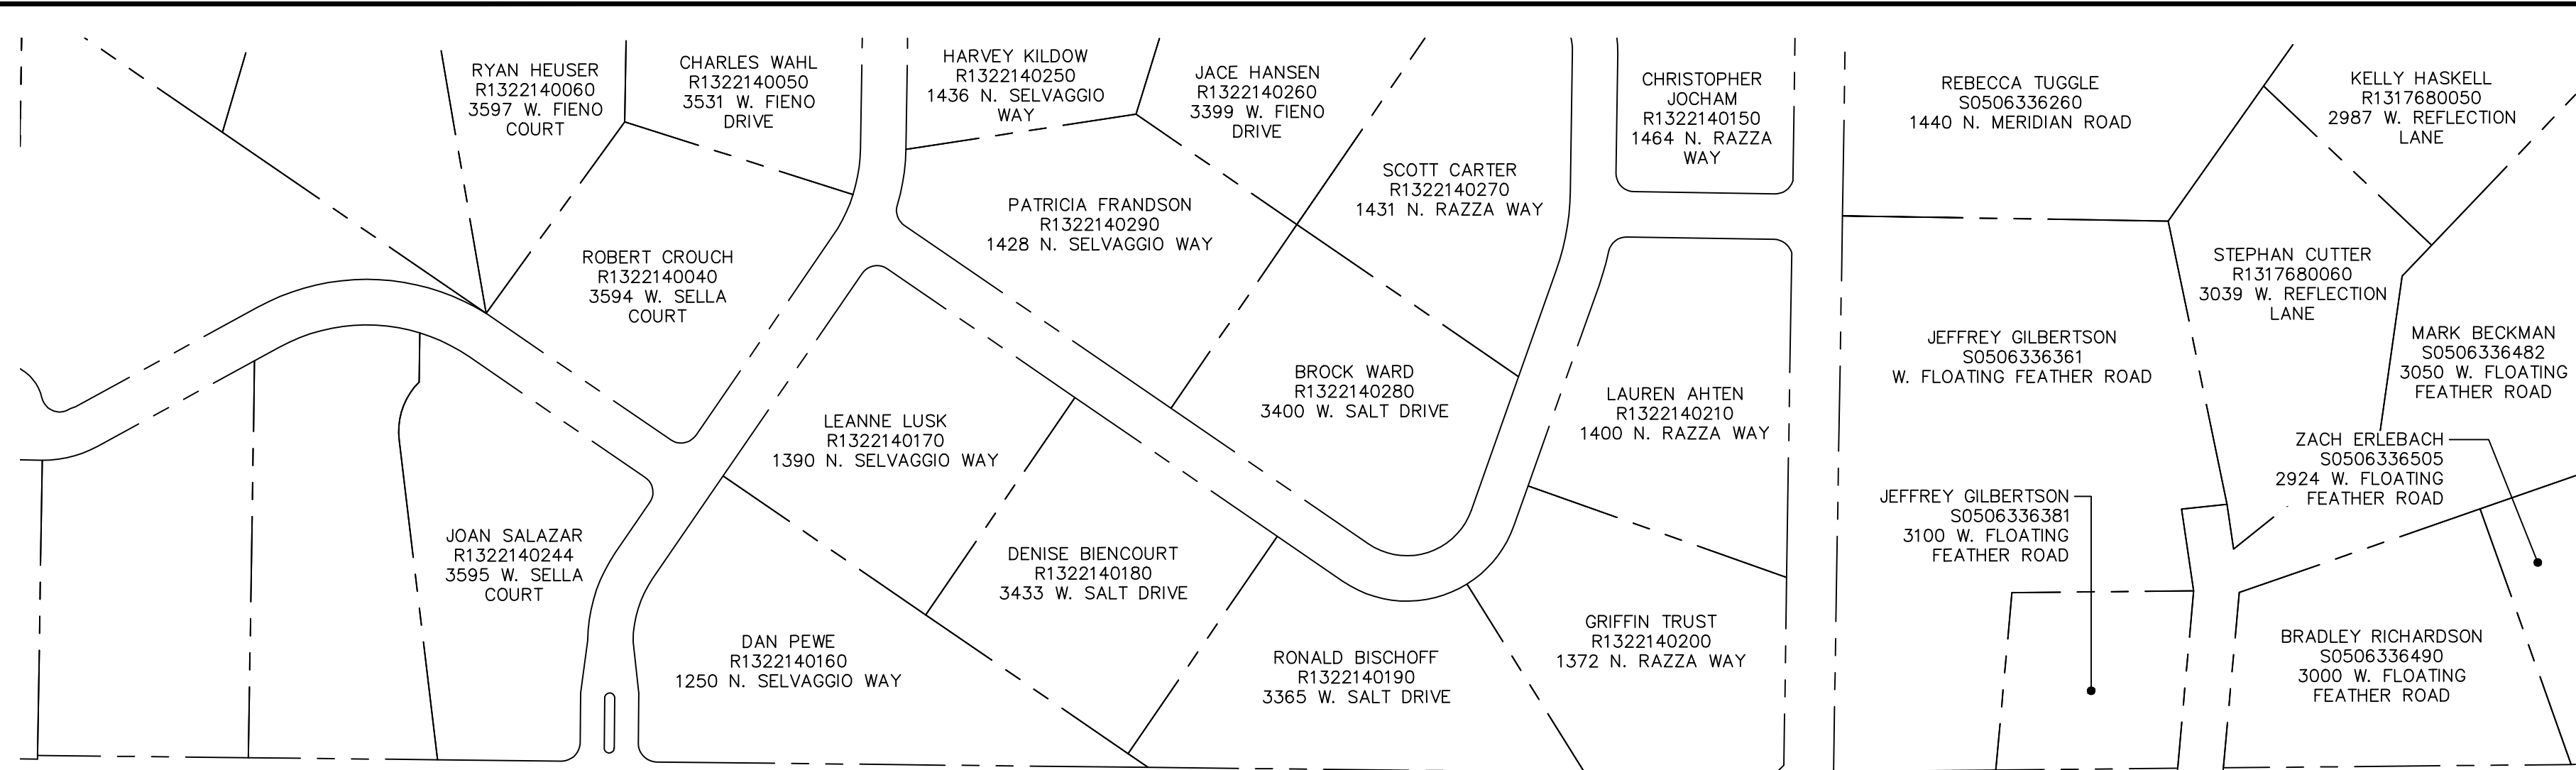 RYAN HEUSER
R1322140060
3597 W. FIENO
COURT
CHARLES WAHL
R1322140050
3531 W. FIENO
DRIVE
HARVEY KILDOW
R1322140250
1436 N. SELVAGGIO
WAY
JACE HANSEN
R1322140260
3399 W. FIENO
DRIVE
CHRISTOPHER
JOCHAM
R1322140150
1464 N. RAZZA
WAY
REBECCA TUGGLE
S0506336260
1440 N. MERIDIAN ROAD
KELLY HASKELL
R1317680050
2987 W. REFLECTION
LANE
SCOTT CARTER
R1322140270
1431 N. RAZZA WAY
PATRICIA FRANDSON
R1322140290
1428 N. SELVAGGIO WAY
ROBERT CROUCH
R1322140040
3594 W. SELLA
COURT
STEPHAN CUTTER
R1317680060
3039 W. REFLECTION
LANE
JEFFREY GILBERTSON
S0506336361
W. FLOATING FEATHER ROAD
MARK BECKMAN
S0506336482
3050 W. FLOATING
FEATHER ROAD
BROCK WARD
R1322140280
3400 W. SALT DRIVE
LAUREN AHTEN
R1322140210
1400 N. RAZZA WAY
LEANNE LUSK
R1322140170
1390 N. SELVAGGIO WAY
ZACH ERLEBACH
S0506336505
2924 W. FLOATING
FEATHER ROAD
JEFFREY GILBERTSON
S0506336381
3100 W. FLOATING
FEATHER ROAD
JOAN SALAZAR
R1322140244
3595 W. SELLA
COURT
DENISE BIENCOURT
R1322140180
3433 W. SALT DRIVE
DAN PEWE
R1322140160
1250 N. SELVAGGIO WAY
RONALD BISCHOFF
R1322140190
3365 W. SALT DRIVE
GRIFFIN TRUST
R1322140200
1372 N. RAZZA WAY
BRADLEY RICHARDSON
S0506336490
3000 W. FLOATING
FEATHER ROAD